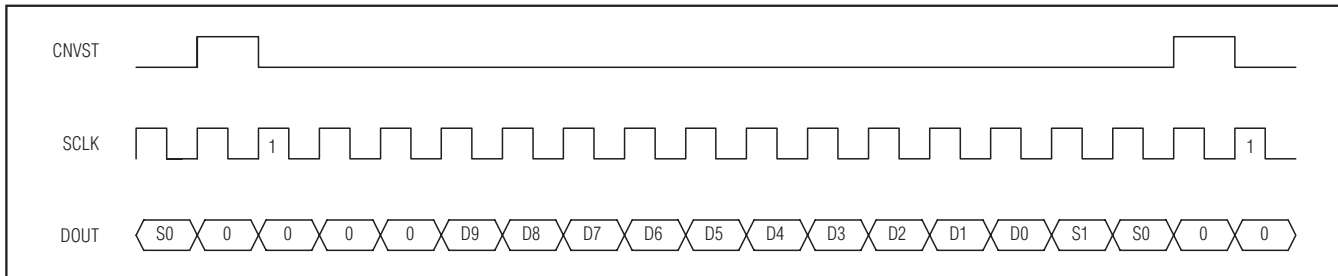 CNVST
SCLK 1 1
DOUT S0 0 0 0 0 D9 D8 D7 D6 D5 D4 D3 D2 D1 D0 S1 S0 0 0